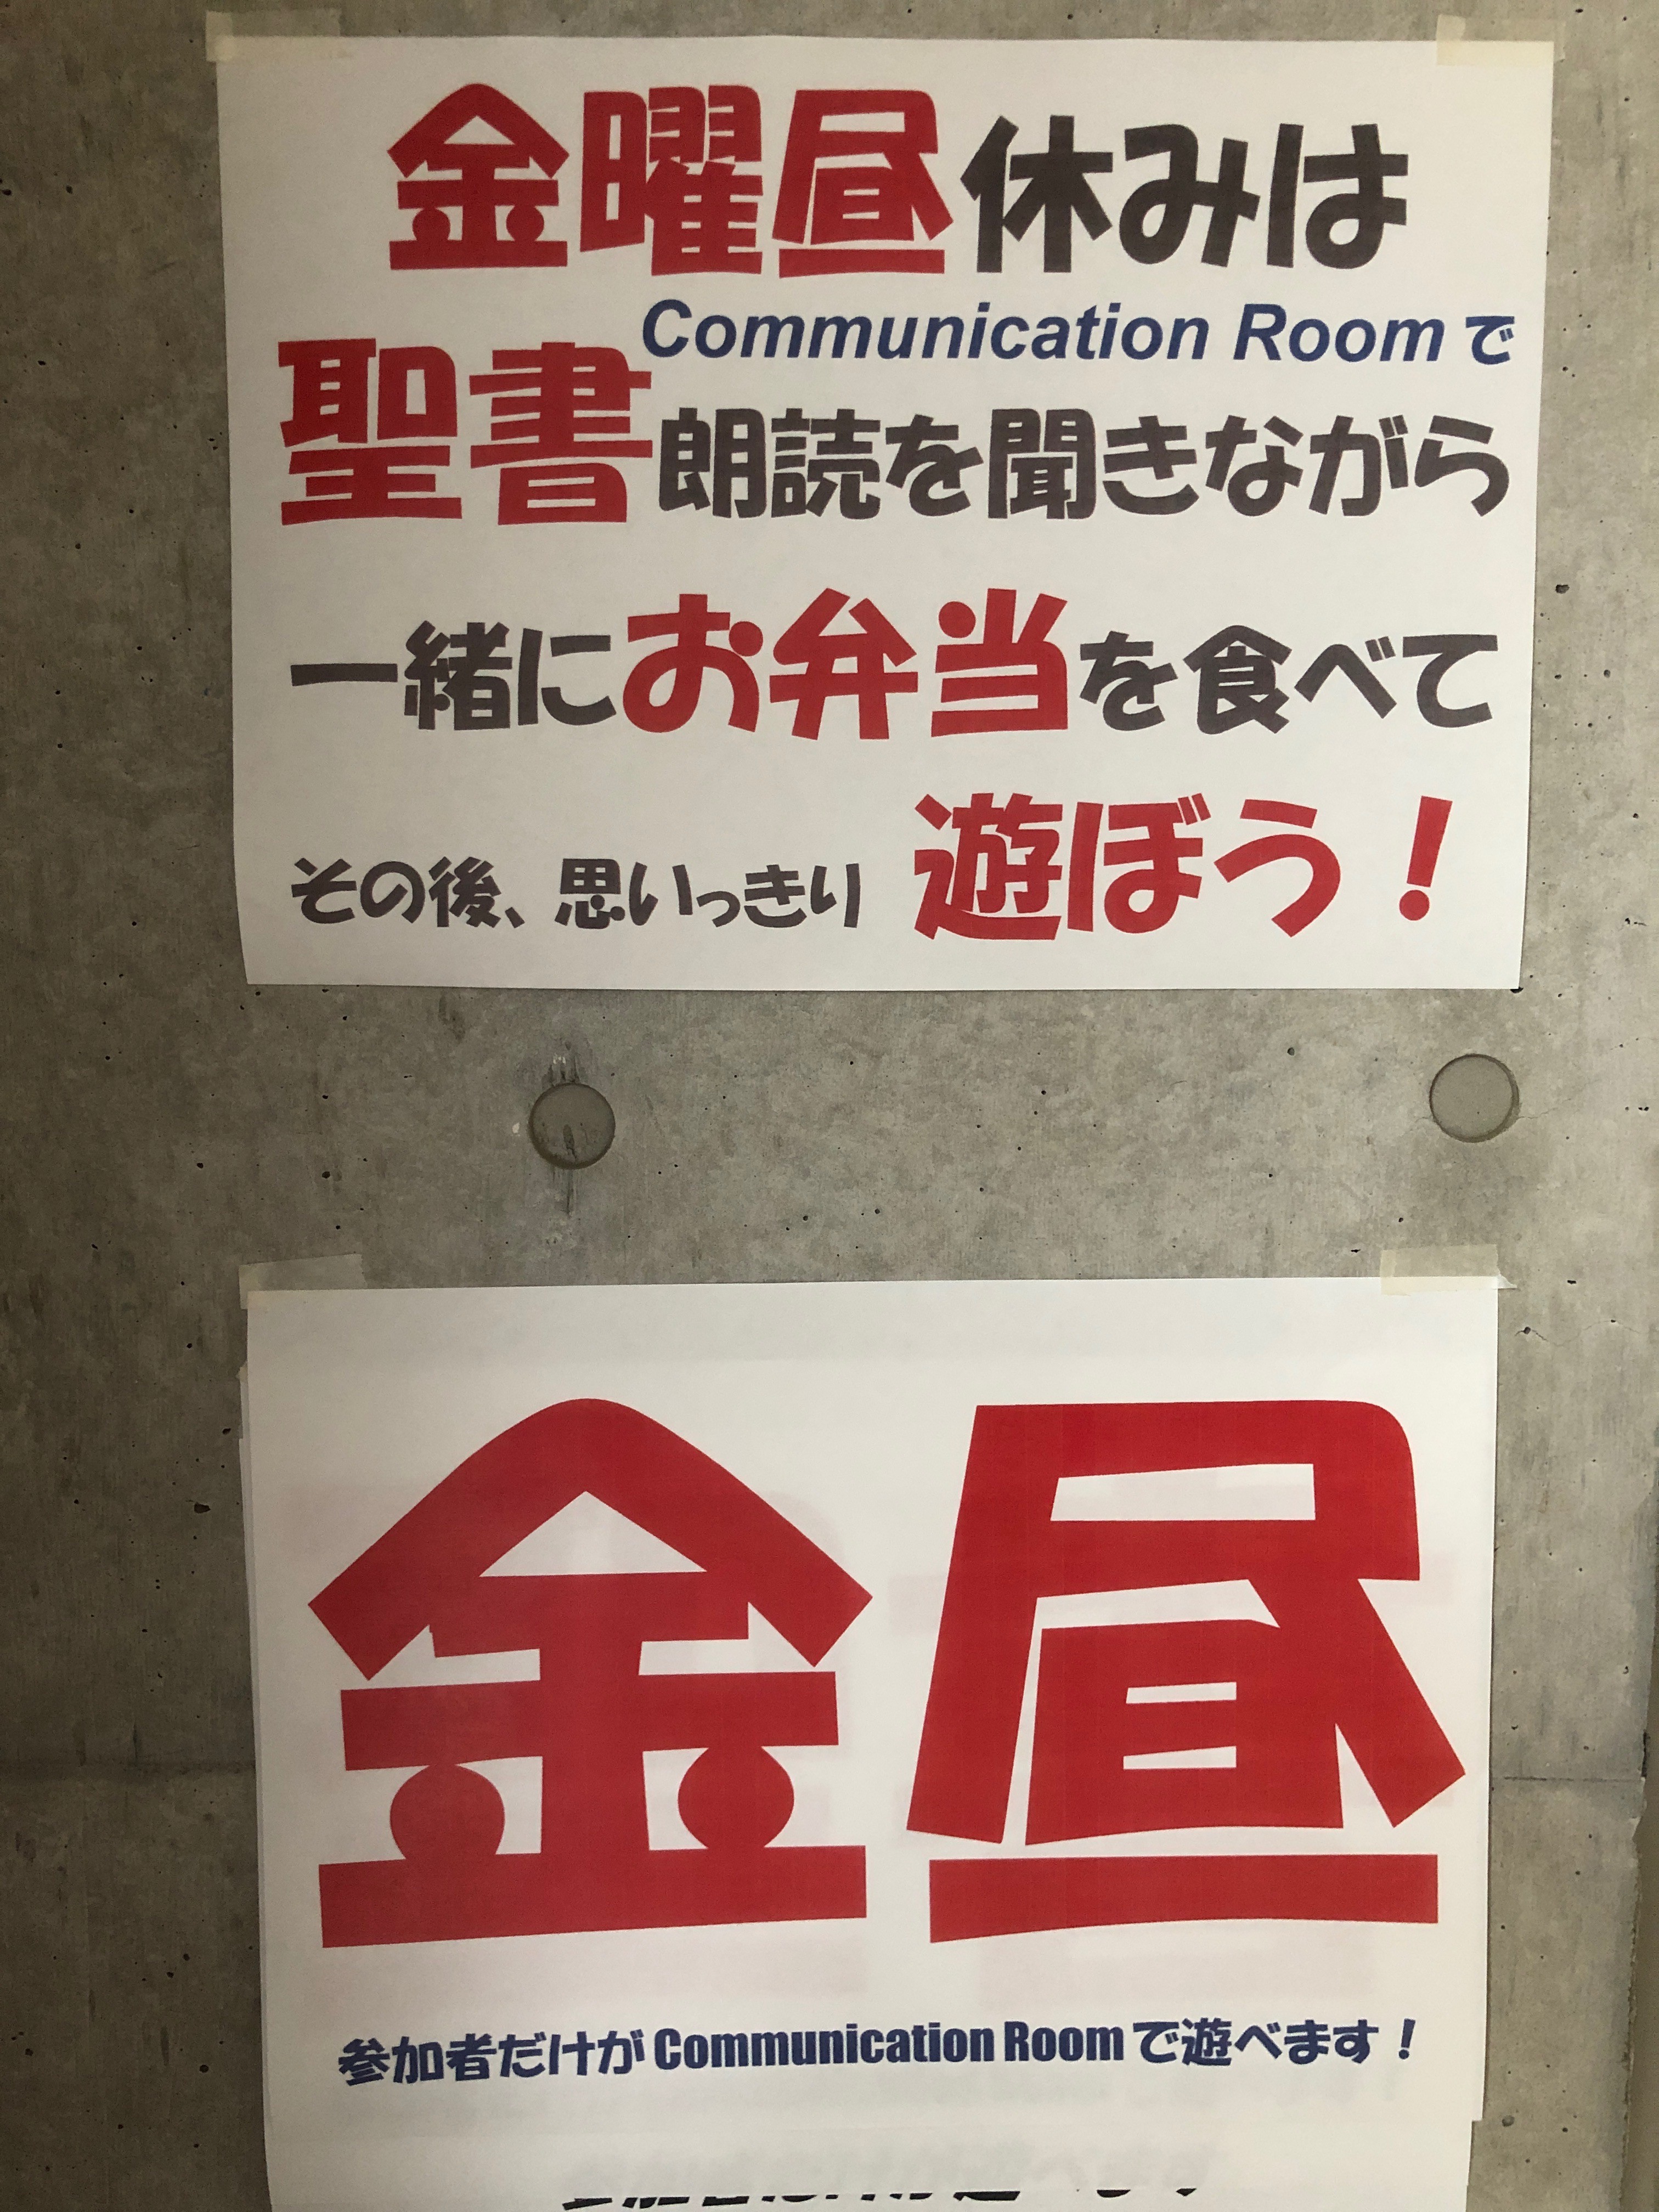 金曜昼休みは
Communication Roomで
聖書朗読を聞きながら
一緒にお弁当を食べて
その後、思いっきり 遊ぼう！
金昼
参加者だけがCommunication Roomで遊べます！